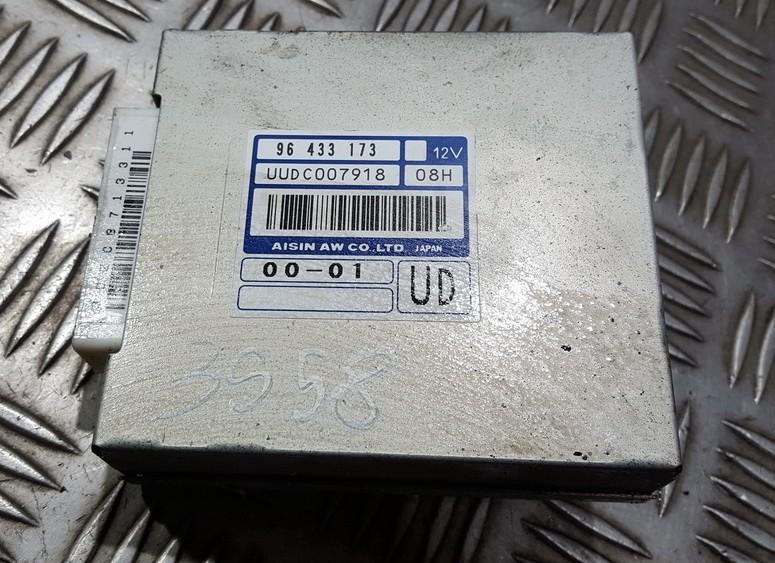 96 433 173 12V
UUDC007918 08H
AISIN AW CO.,LTD JAPAN
00-01 UD
3558